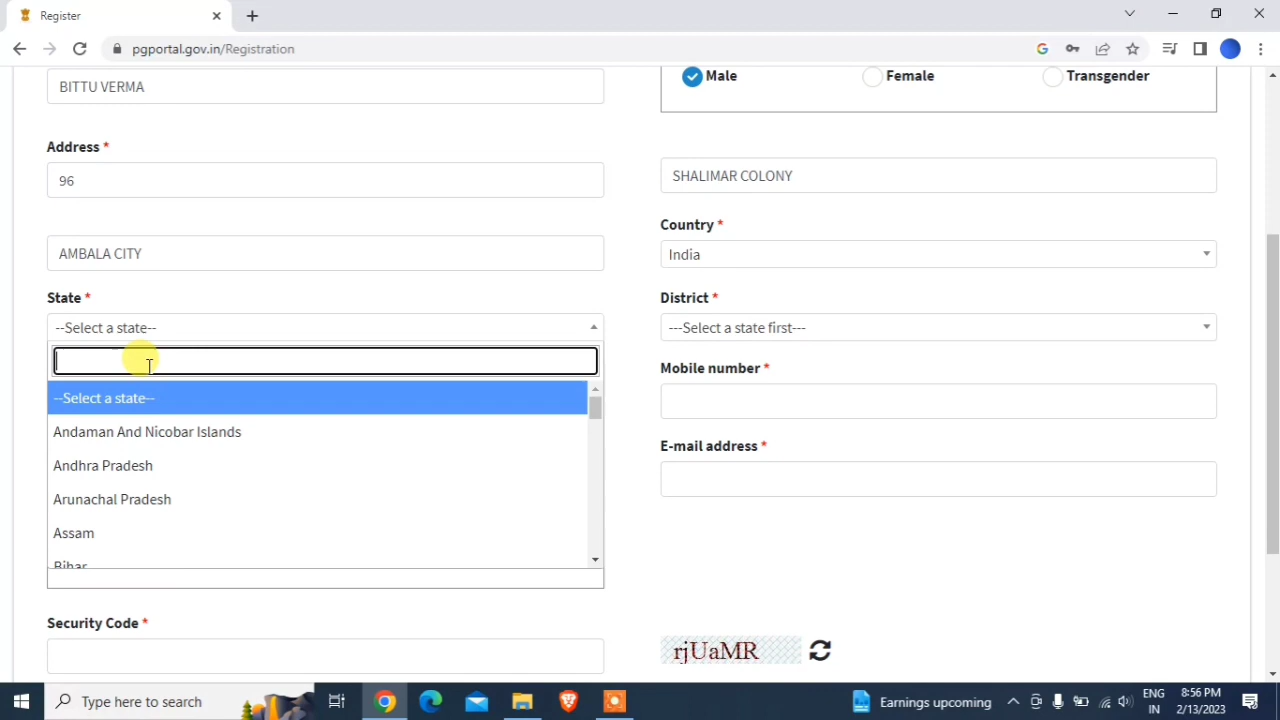 Register
pgportal.gov.in/Registration
BITTU VERMA
Male
Female
Transgender
Address *
96
SHALIMAR COLONY
AMBALA CITY
Country *
India
State *
--Select a state--
District *
---Select a state first---
--Select a state--
Andaman And Nicobar Islands
Andhra Pradesh
Arunachal Pradesh
Assam
Bihar
Mobile number *
E-mail address *
Security Code *
rjUaMR
Type here to search
Earnings upcoming
ENG
IN
8:56 PM
2/13/2023